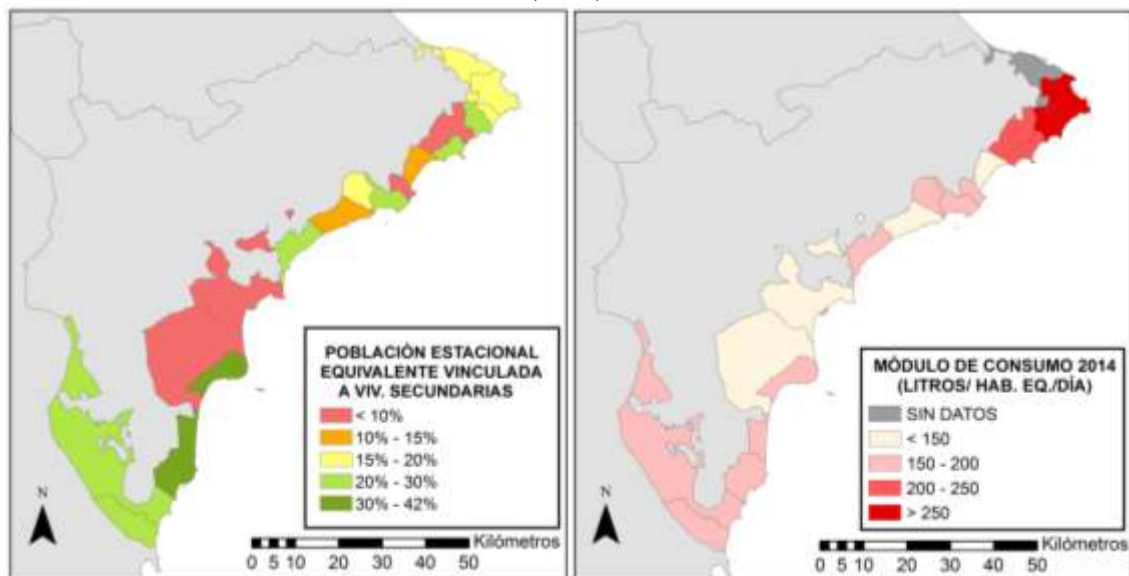 POBLACIÓN ESTACIONAL
EQUIVALENTE VINCULADA
A VIV. SECUNDARIAS
< 10%
10% - 15%
15% - 20%
20% - 30%
30% - 42%
N
Kilómetros
0 5 10 20 30 40 50
MÓDULO DE CONSUMO 2014
(LITROS/ HAB. EQ./DÍA)
SIN DATOS
< 150
150 - 200
200 - 250
> 250
N
Kilómetros
0 5 10 20 30 40 50